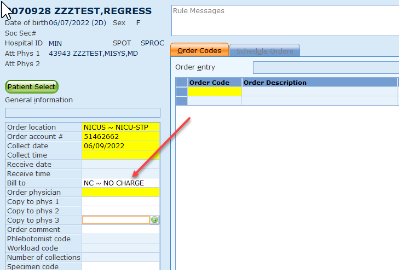 070928 ZZZTEST,REGRESS
Date of birth 06/07/2022 (2D) Sex F
Soc Sec#
Hospital ID MIN SPOT SPROC
Att Phys 1 43943 ZZZTEST,MISYS,MD
Att Phys 2
Patient Select
General information
Order location NICUS ~ NICU-STP
Order account # 51462662
Collect date 06/09/2022
Collect time
Receive date
Receive time
Bill to NC ~ NO CHARGE
Order physician
Copy to phys 1
Copy to phys 2
Copy to phys 3
Order comment
Phlebotomist code
Workload code
Number of collections
Specimen code
Rule Messages
Order Codes Schedule Orders
Order entry
Order Code Order Description